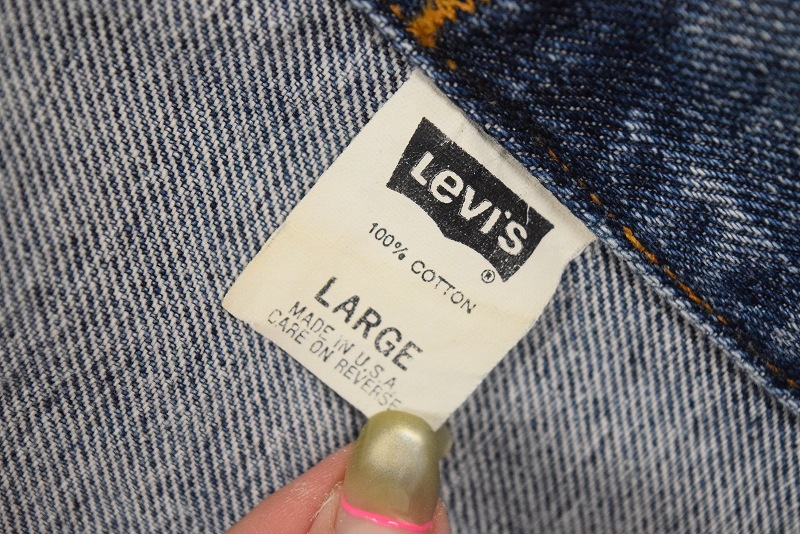 Levi's
®
100% COTTON
LARGE
MADE IN U.S.A.
CARE ON REVERSE